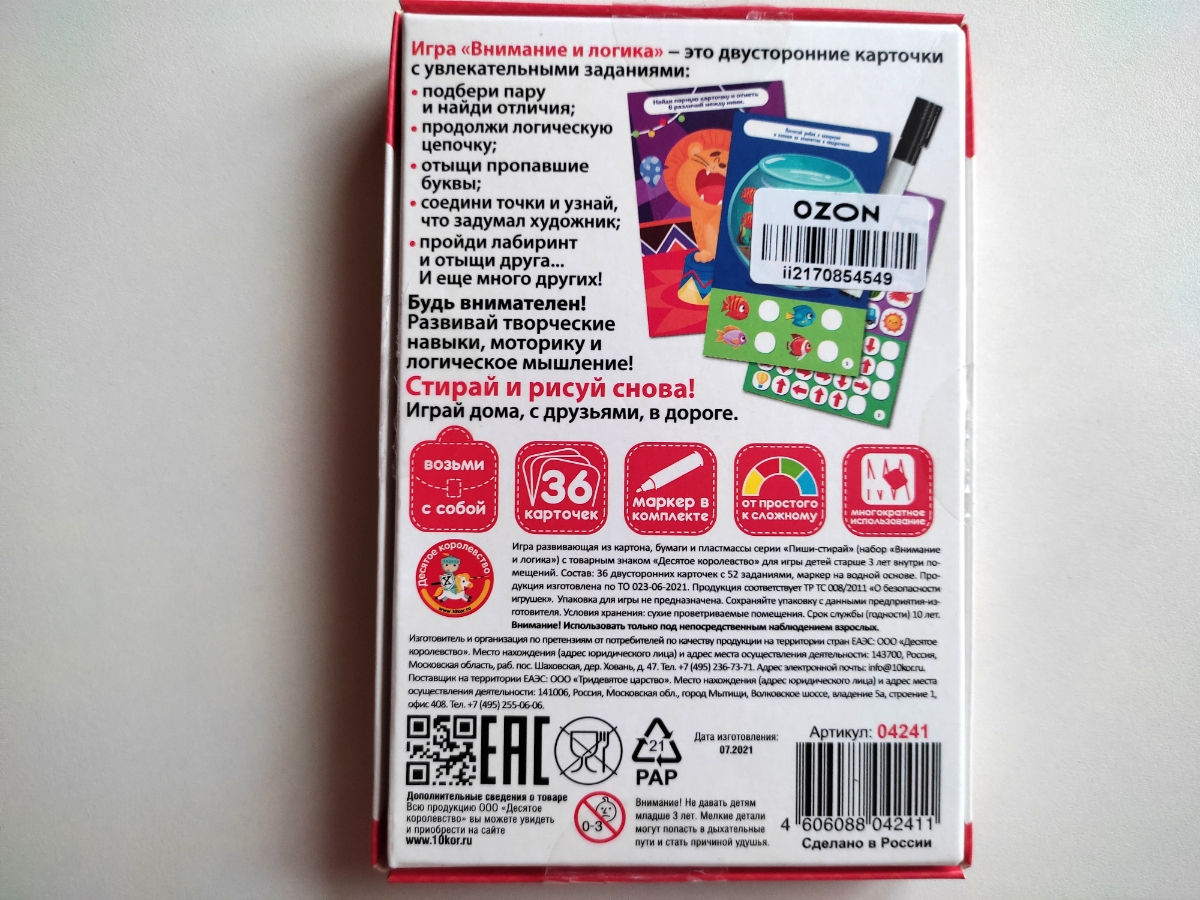 Игра «Внимание и логика» – это двусторонние карточки
с увлекательными заданиями:
• подбери пару
и найди отличия;
• продолжи логическую
цепочку;
• отыщи пропавшие
буквы;
• соедини точки и узнай,
что задумал художник;
• пройди лабиринт
и отыщи друга...
И еще много других!
Будь внимателен!
Развивай творческие
навыки, моторику и
логическое мышление!
Стирай и рисуй снова!
Играй дома, с друзьями, в дороге.
Найди парную карточку и отметь
6 различий между ними.
OZON
ii2170854549
возьми
с собой
36
карточек
маркер в
комплекте
от простого
к сложному
многократное
использование
Десятое королевство
www.10kor.ru
Игра развивающая из картона, бумаги и пластмассы серии «Пиши-стирай» (набор «Внимание
и логика») с товарным знаком «Десятое королевство» для игры детей старше 3 лет внутри по-
мещений. Состав: 36 двусторонних карточек с 52 заданиями, маркер на водной основе. Про-
дукция изготовлена по ТО 023-06-2021. Продукция соответствует ТР ТС 008/2011 «О безопасности
игрушек». Упаковка для игры не предназначена. Сохраняйте упаковку с данными предприятия-из-
готовителя. Условия хранения: сухие проветриваемые помещения. Срок службы (годности) 10 лет.
Внимание! Использовать только под непосредственным наблюдением взрослых.
Изготовитель и организация по претензиям от потребителей по качеству продукции на территории стран ЕАЭС: ООО «Десятое
королевство». Место нахождения (адрес юридического лица) и адрес места осуществления деятельности: 143700, Россия,
Московская область, раб. пос. Шаховская, дер. Ховань, д. 47. Тел. +7 (495) 236-73-71. Адрес электронной почты: info@10kor.ru.
Поставщик на территории ЕАЭС: ООО «Тридевятое царство». Место нахождения (адрес юридического лица) и адрес места
осуществления деятельности: 141006, Россия, Московская обл., город Мытищи, Волковское шоссе, владение 5а, строение 1,
офис 408. Тел. +7 (495) 255-06-06.
EAC
21
PAP
Дата изготовления:
07.2021
Артикул: 04241
Дополнительные сведения о товаре
Всю продукцию ООО «Десятое
королевство» вы можете увидеть
и приобрести на сайте
www.10kor.ru
0-3
Внимание! Не давать детям
младше 3 лет. Мелкие детали
могут попасть в дыхательные
пути и стать причиной удушья.
4 606088 042411
Сделано в России